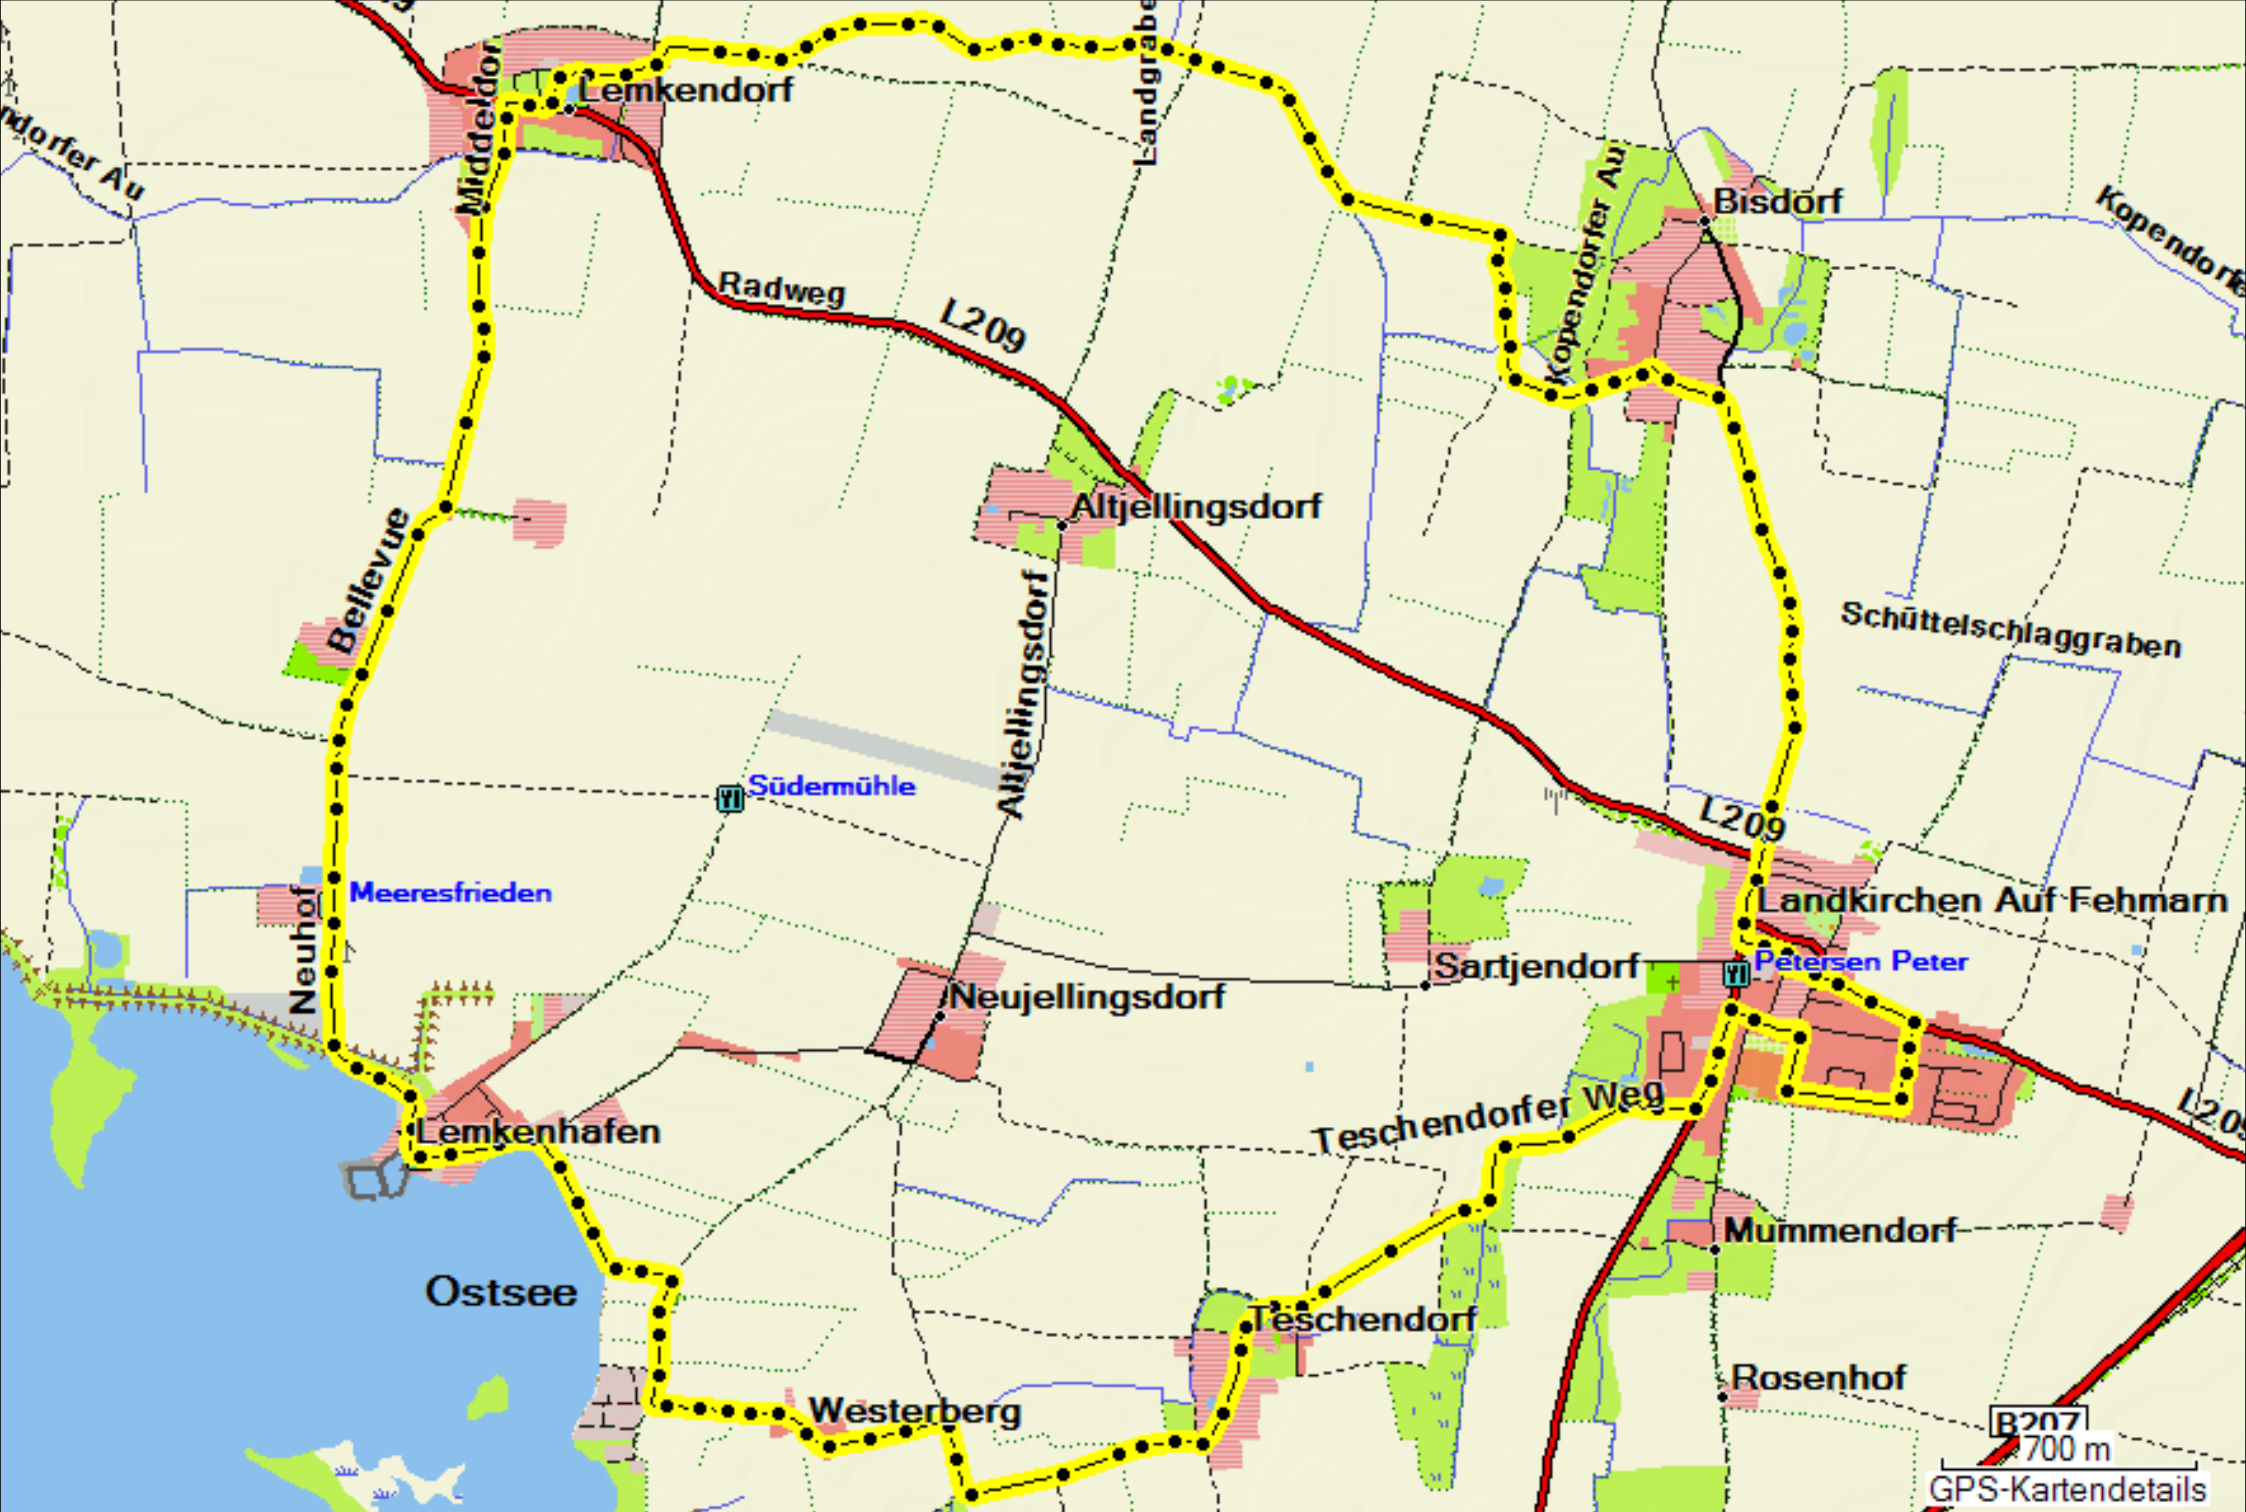 Lemkendorf
Middeldor
Landgrabe
ndorfer Au
Bisdorf
Kopendorfer Au
Kopendorfe
Radweg
L209
Altjellingsdorf
Bellevue
Altjellingsdorf
Schüttelschlaggraben
Südermühle
L209
Meeresfrieden
Neuhof
Landkirchen Auf Fehmarn
Petersen Peter
Sartjendorf
Neujellingsdorf
Teschendorfer Weg
L209
Lemkenhafen
Mummendorf
Ostsee
Teschendorf
Rosenhof
Westerberg
B207
700 m
GPS-Kartendetails